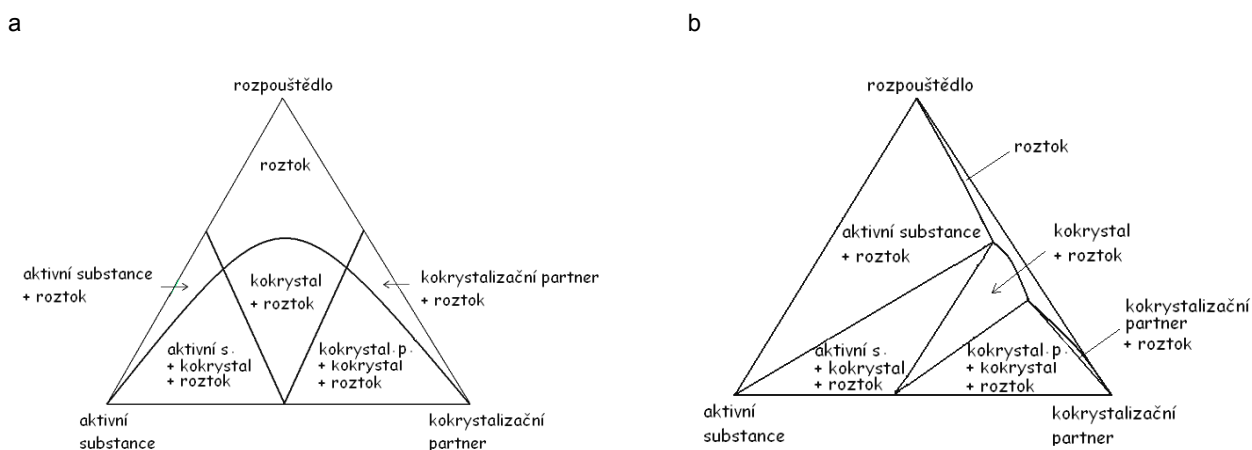 a
rozpouštědlo
roztok
aktivní substance
+ roztok
kokrystal
+ roztok
kokrystalizační partner
+ roztok
aktivní s.
+ kokrystal
+ roztok
kokrystal.p.
+ kokrystal
+ roztok
aktivní
substance
kokrystalizační
partner
b
rozpouštědlo
roztok
aktivní substance
+ roztok
kokrystal
+ roztok
kokrystalizační
partner
+ roztok
aktivní s.
+ kokrystal
+ roztok
kokrystal.p.
+ kokrystal
+ roztok
aktivní
substance
kokrystalizační
partner